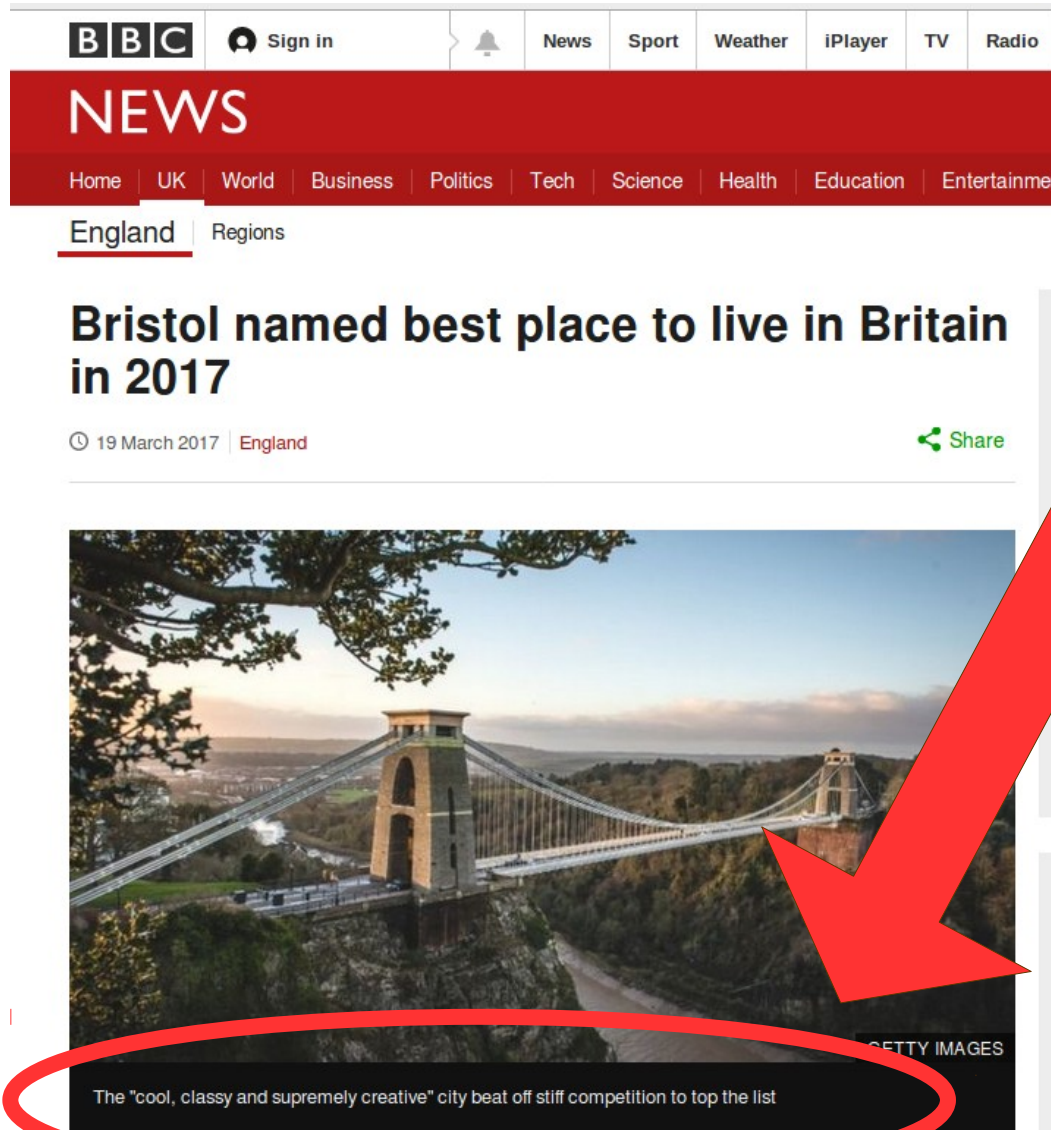 BBC Sign in News Sport Weather iPlayer TV Radio
NEWS
Home UK World Business Politics Tech Science Health Education Entertainme
England Regions
Bristol named best place to live in Britain
in 2017
19 March 2017 England Share
GETTY IMAGES
The "cool, classy and supremely creative" city beat off stiff competition to top the list